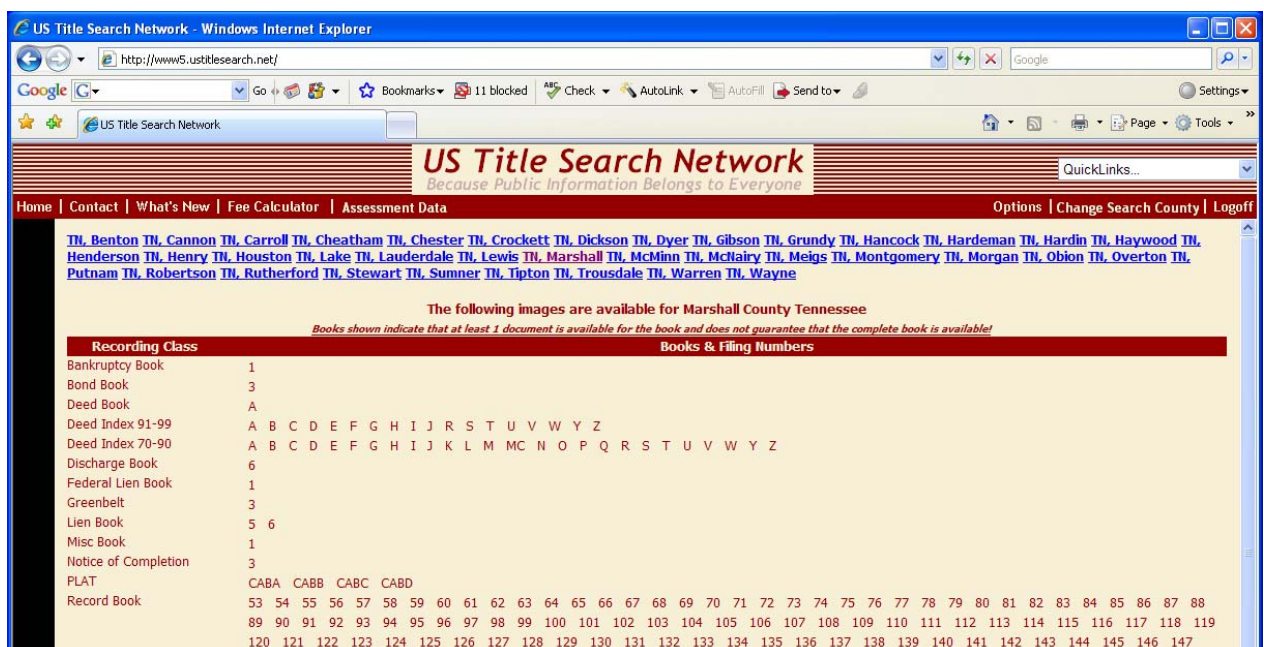 US Title Search Network - Windows Internet Explorer
http://www5.ustitlesearch.net/
Google
Google G
Go
Bookmarks
11 blocked
ABC
Check
AutoLink
AutoFill
Send to
Settings
US Title Search Network
Page
Tools
US Title Search Network
Because Public Information Belongs to Everyone
QuickLinks...
Home | Contact | What's New | Fee Calculator | Assessment Data
Options | Change Search County | Logoff
TN, Benton TN, Cannon TN, Carroll TN, Cheatham TN, Chester TN, Crockett TN, Dickson TN, Dyer TN, Gibson TN, Grundy TN, Hancock TN, Hardeman TN, Hardin TN, Haywood TN,
Henderson TN, Henry TN, Houston TN, Lake TN, Lauderdale TN, Lewis TN, Marshall TN, McMinn TN, McNairy TN, Meigs TN, Montgomery TN, Morgan TN, Obion TN, Overton TN,
Putnam TN, Robertson TN, Rutherford TN, Stewart TN, Sumner TN, Tipton TN, Trousdale TN, Warren TN, Wayne
The following images are available for Marshall County Tennessee
Books shown indicate that at least 1 document is available for the book and does not guarantee that the complete book is available!
Recording Class Books & Filing Numbers
Bankruptcy Book 1
Bond Book 3
Deed Book A
Deed Index 91-99 A B C D E F G H I J R S T U V W Y Z
Deed Index 70-90 A B C D E F G H I J K L M MC N O P Q R S T U V W Y Z
Discharge Book 6
Federal Lien Book 1
Greenbelt 3
Lien Book 5 6
Misc Book 1
Notice of Completion 3
PLAT CABA CABB CABC CABD
Record Book 53 54 55 56 57 58 59 60 61 62 63 64 65 66 67 68 69 70 71 72 73 74 75 76 77 78 79 80 81 82 83 84 85 86 87 88
89 90 91 92 93 94 95 96 97 98 99 100 101 102 103 104 105 106 107 108 109 110 111 112 113 114 115 116 117 118 119
120 121 122 123 124 125 126 127 128 129 130 131 132 133 134 135 136 137 138 139 140 141 142 143 144 145 146 147